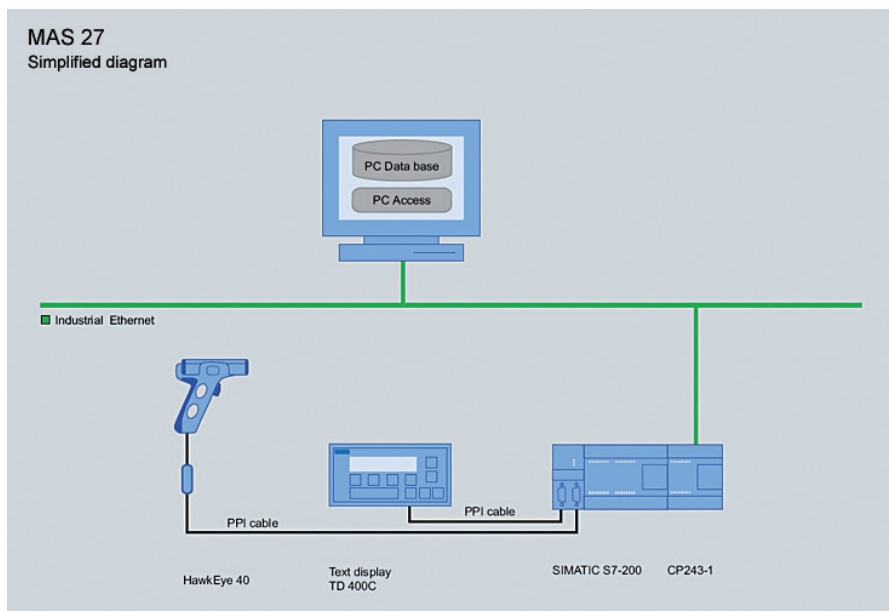 MAS 27
Simplified diagram
PC Data base
PC Access
Industrial Ethernet
PPI cable
PPI cable
HawkEye 40
Text display
TD 400C
SIMATIC S7-200
CP243-1